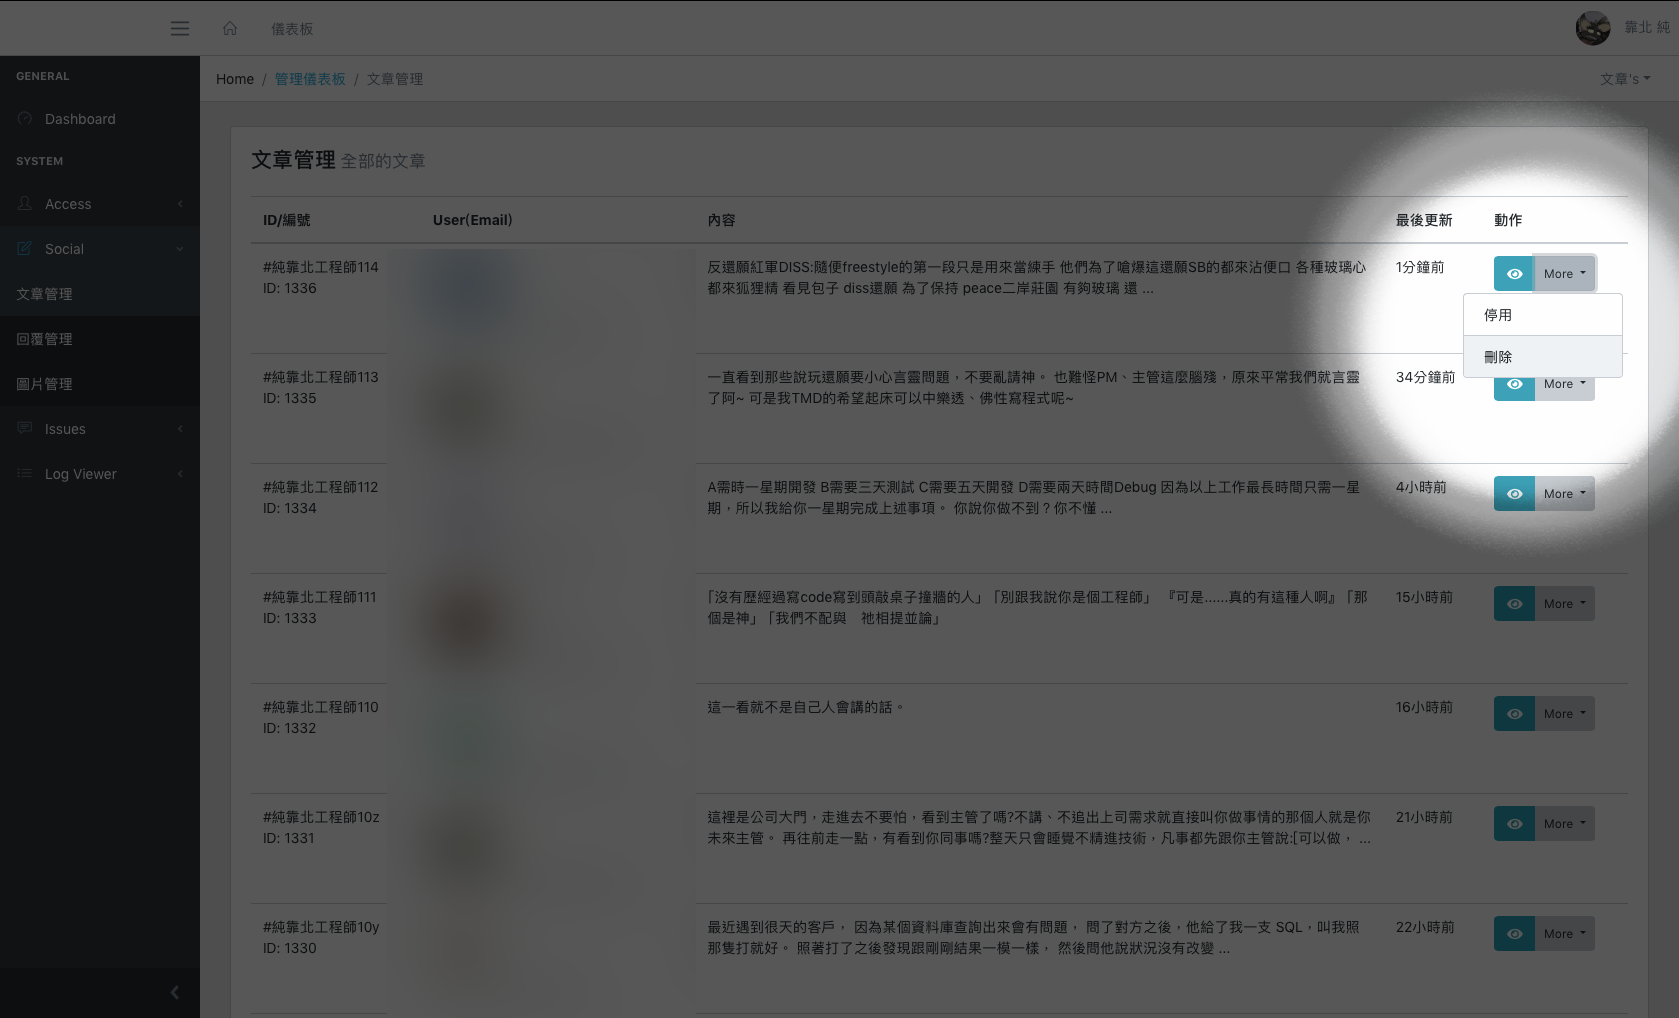 儀表板
靠北 純
GENERAL
Dashboard
SYSTEM
Access
Social
文章管理
回覆管理
圖片管理
Issues
Log Viewer
Home / 管理儀表板 / 文章管理
文章's
文章管理 全部的文章
ID/編號 User(Email) 內容 最後更新 動作
#純靠北工程師114
ID: 1336
反還願紅軍DISS:隨便freestyle的第一段只是用來當練手 他們為了嗆爆這還願SB的都來沾便口 各種玻璃心
都來狐狸精 看見包子 diss還願 為了保持 peace二岸莊園 有夠玻璃 還 ...
1分鐘前
More
停用
刪除
#純靠北工程師113
ID: 1335
一直看到那些說玩還願要小心言靈問題，不要亂請神。 也難怪PM、主管這麼腦殘，原來平常我們就言靈
了阿~ 可是我TMD的希望起床可以中樂透、佛性寫程式呢~
34分鐘前
More
#純靠北工程師112
ID: 1334
A需時一星期開發 B需要三天測試 C需要五天開發 D需要兩天時間Debug 因為以上工作最長時間只需一星
期，所以我給你一星期完成上述事項。 你說你做不到？你不懂 ...
4小時前
More
#純靠北工程師111
ID: 1333
「沒有歷經過寫code寫到頭敲桌子撞牆的人」「別跟我說你是個工程師」 『可是......真的有這種人啊』「那
個是神」「我們不配與　祂相提並論」
15小時前
More
#純靠北工程師110
ID: 1332
這一看就不是自己人會講的話。
16小時前
More
#純靠北工程師10z
ID: 1331
這裡是公司大門，走進去不要怕，看到主管了嗎?不講、不追出上司需求就直接叫你做事情的那個人就是你
未來主管。 再往前走一點，有看到你同事嗎?整天只會睡覺不精進技術，凡事都先跟你主管說:[可以做， ...
21小時前
More
#純靠北工程師10y
ID: 1330
最近遇到很天的客戶， 因為某個資料庫查詢出來會有問題， 問了對方之後，他給了我一支 SQL，叫我照
那隻打就好。 照著打了之後發現跟剛剛結果一模一樣， 然後問他說狀況沒有改變 ...
22小時前
More